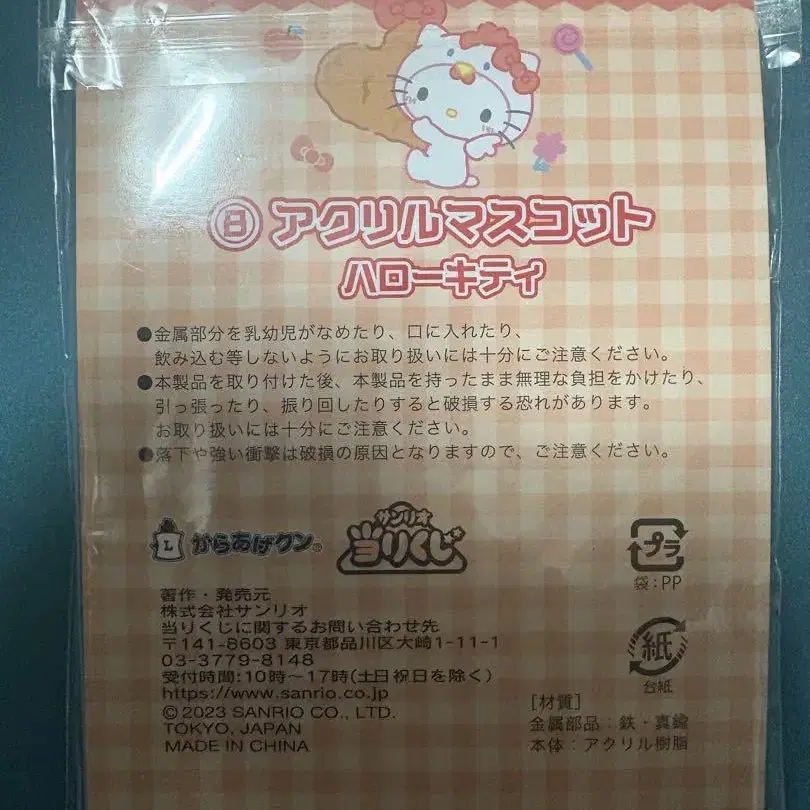 ⑧アクリルマスコット
ハローキティ
●金属部分を乳幼児がなめたり、口に入れたり、
飲み込む等しないようにお取り扱いには十分にご注意ください。
●本製品を取り付けた後、本製品を持ったまま無理な負担をかけたり、
引っ張ったり、振り回したりすると破損する恐れがあります。
お取り扱いには十分にご注意ください。
●落下や強い衝撃は破損の原因となりますので、ご注意ください。
L からあげクン®
サンリオ
当りくじ
プラ
袋:PP
著作・発売元
株式会社サンリオ
当りくじに関するお問い合わせ先
〒141-8603 東京都品川区大崎1-11-1
03-3779-8148
受付時間:10時〜17時(土日祝日を除く)
https://www.sanrio.co.jp
©2023 SANRIO CO., LTD.
TOKYO, JAPAN
MADE IN CHINA
紙
台紙
[材質]
金属部品:鉄・真鍮
本体:アクリル樹脂